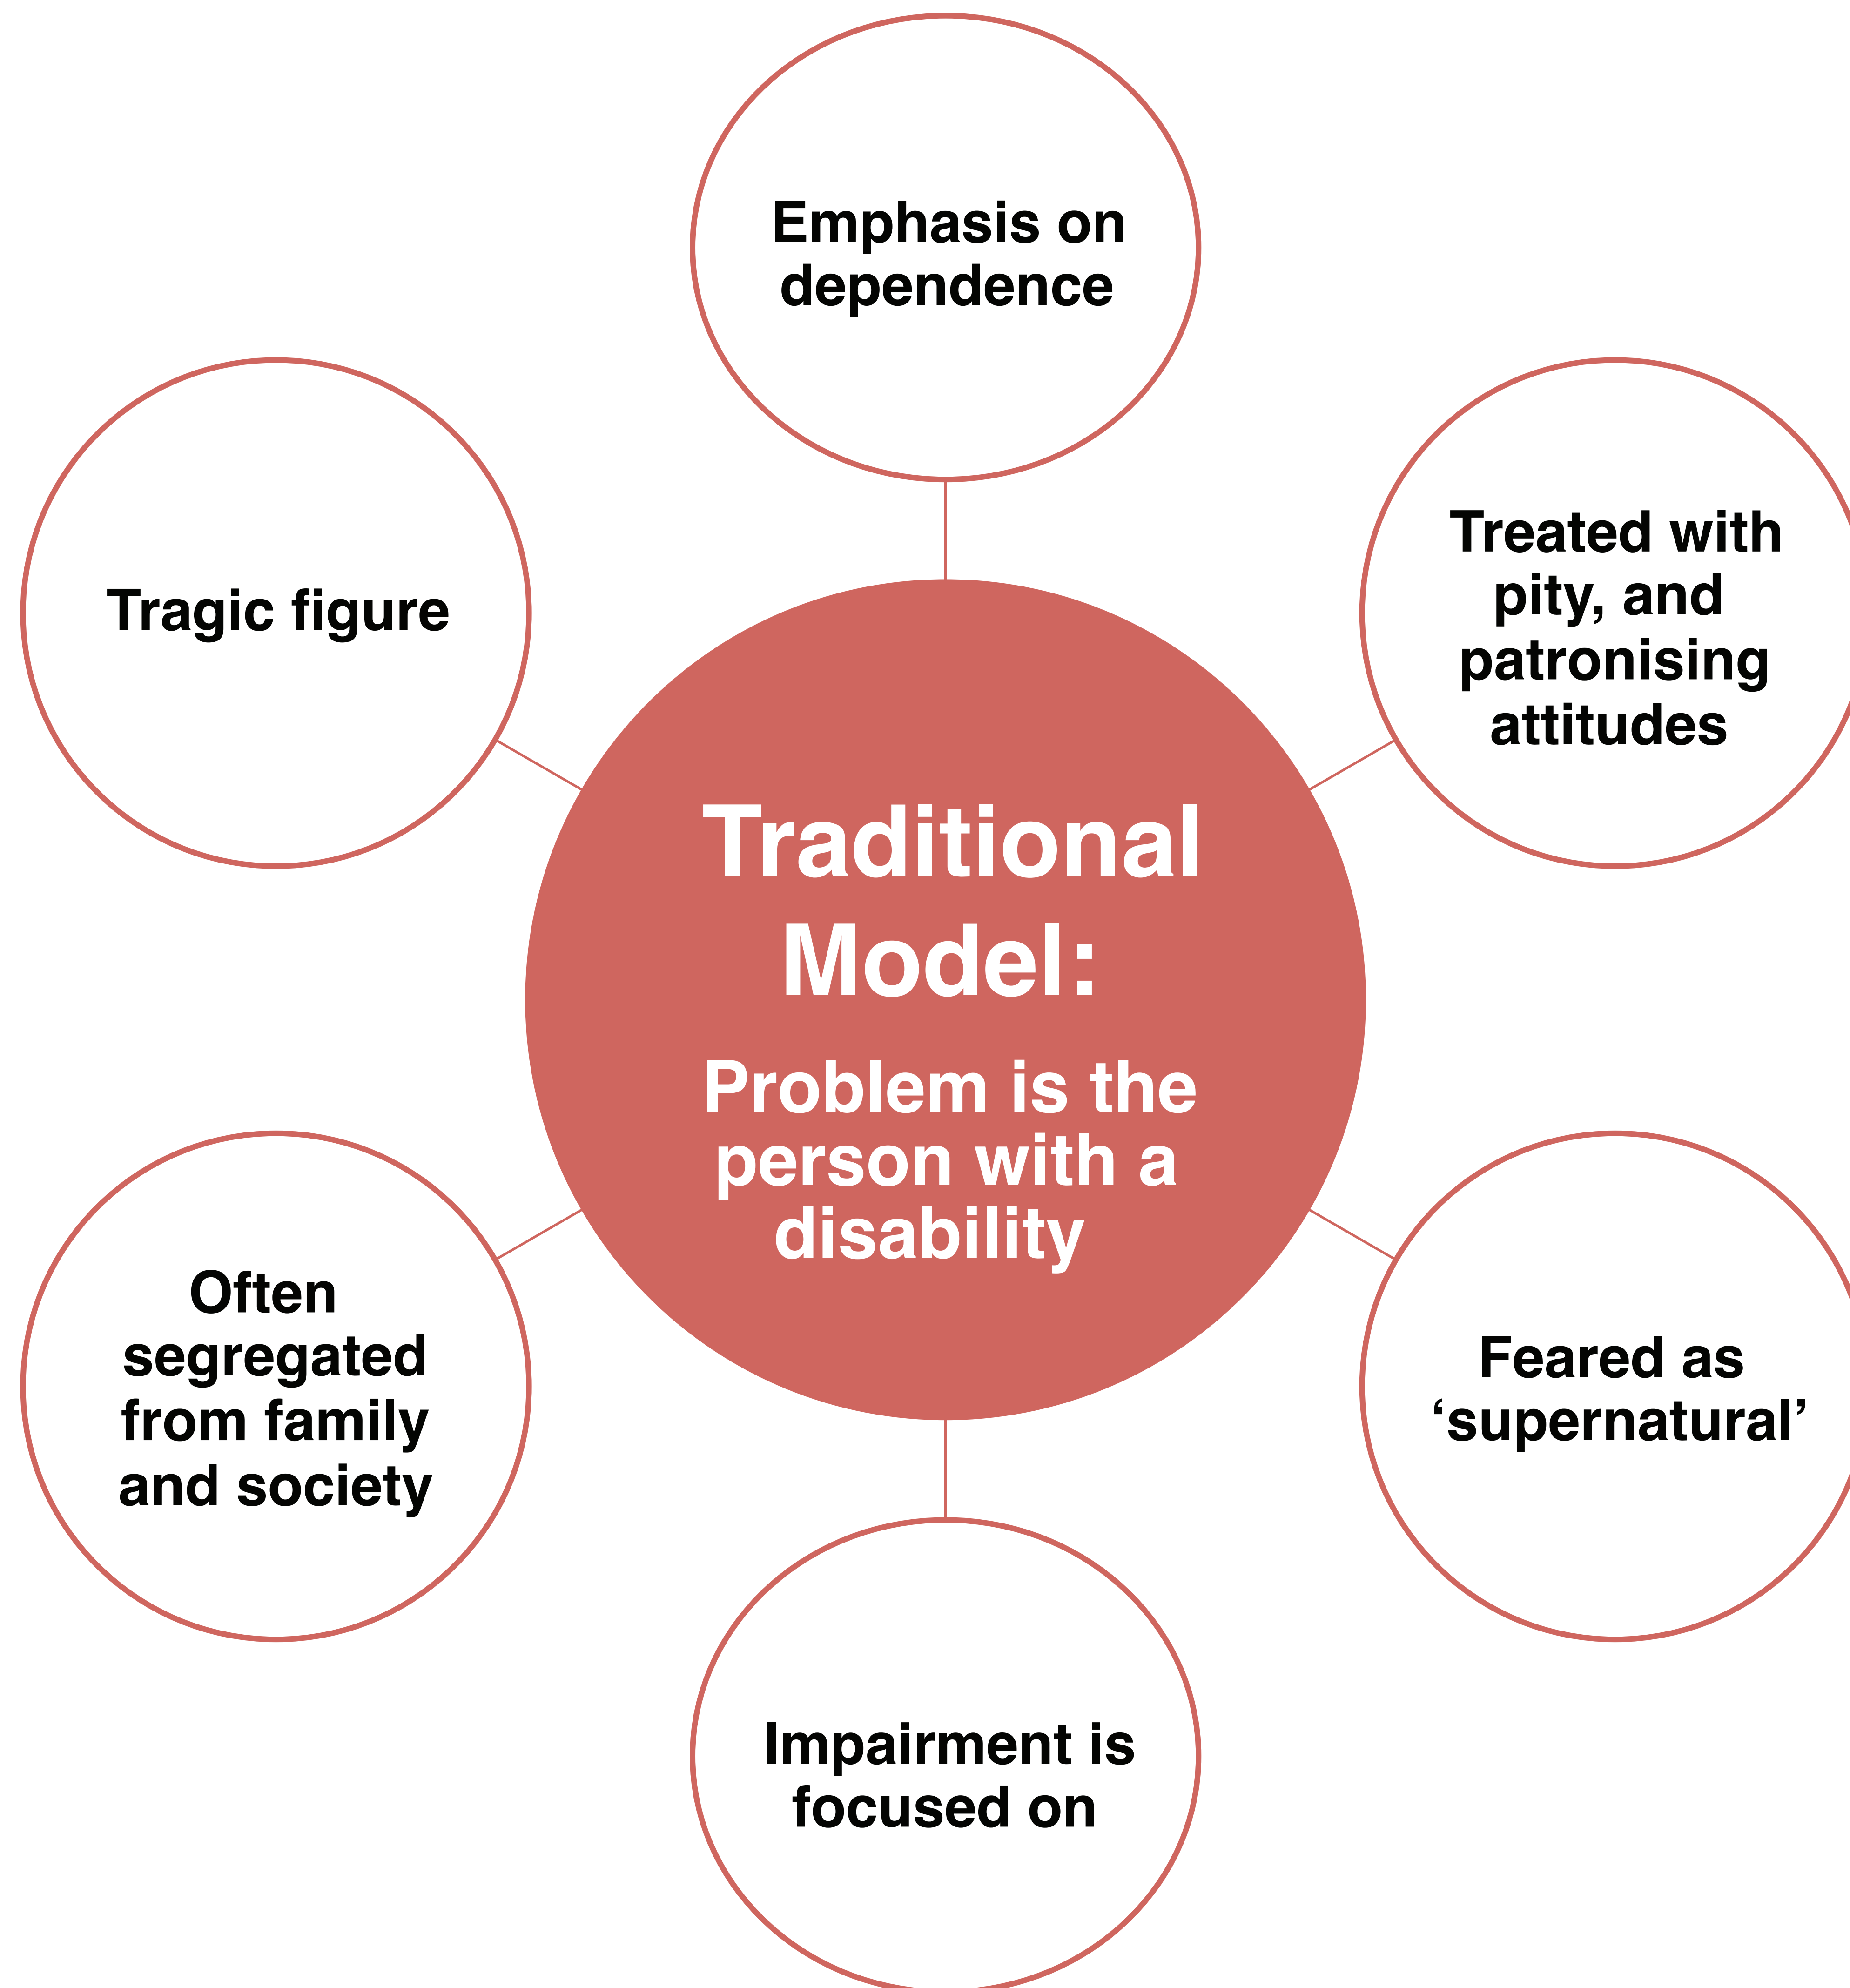 Emphasis on
dependence
Treated with
pity, and
patronising
attitudes
Feared as
‘supernatural’
Impairment is
focused on
Often
segregated
from family
and society
Tragic figure
Traditional
Model:
Problem is the
person with a
disability